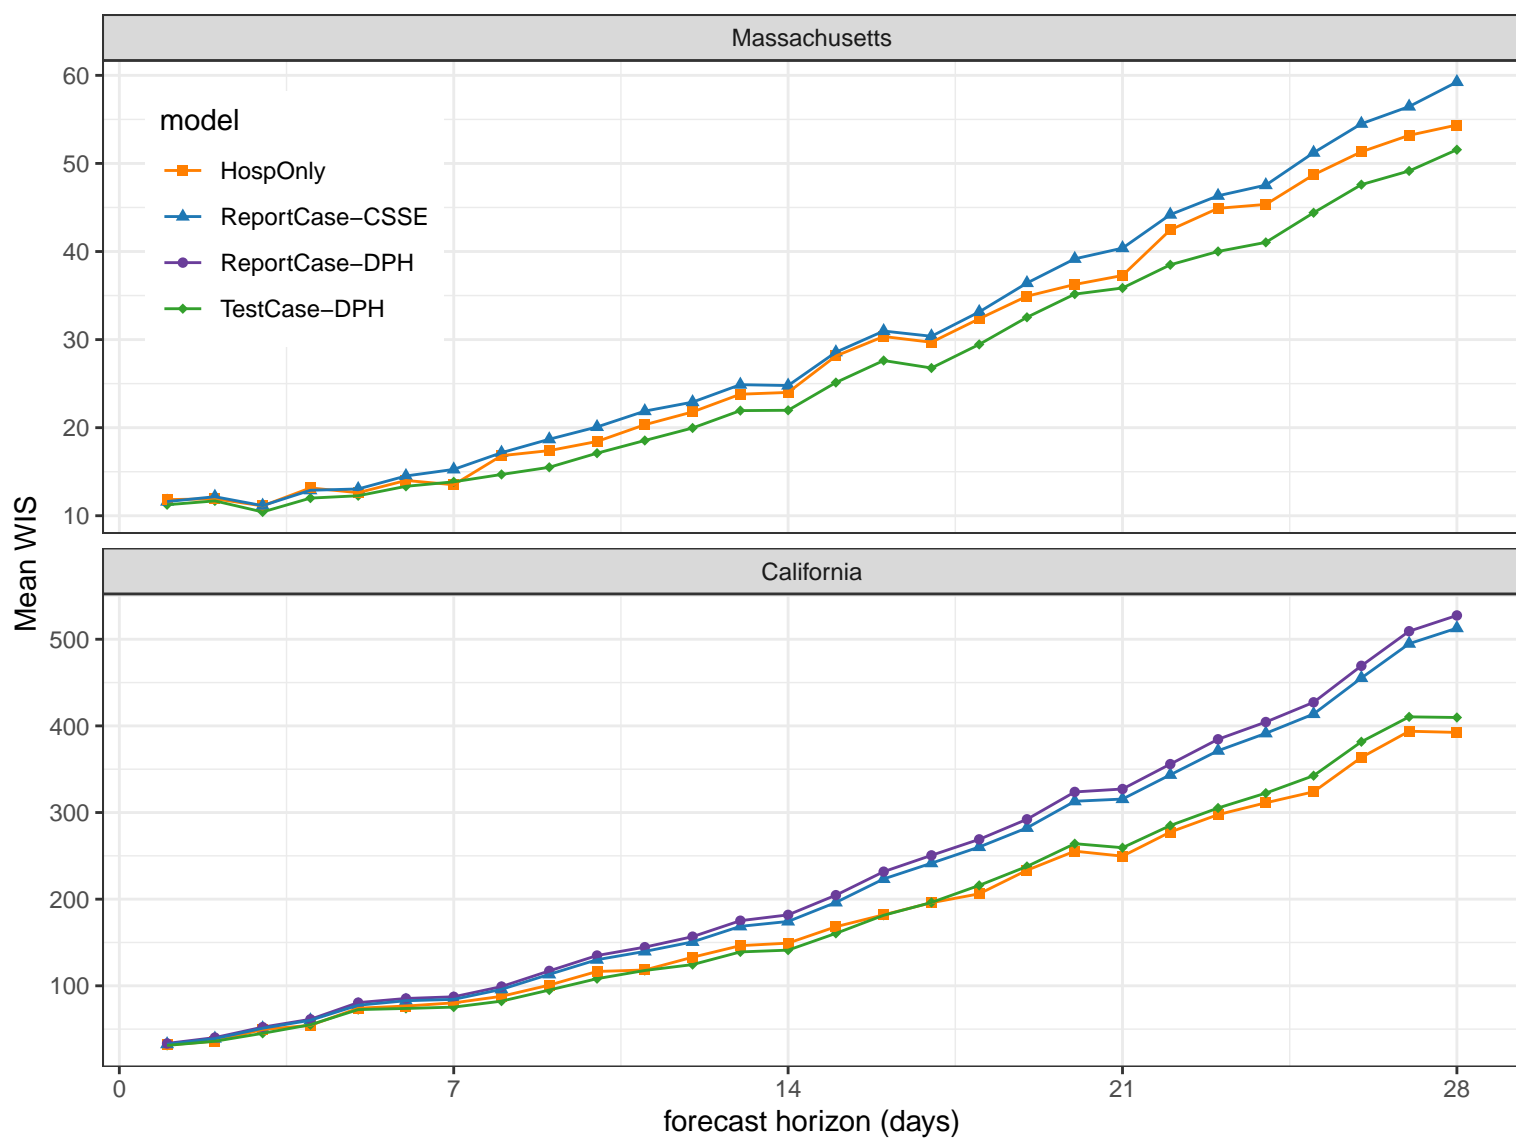 Massachusetts
60
50
40
30
20
10
model
HospOnly
ReportCase−CSSE
ReportCase−DPH
TestCase−DPH
Mean WIS
California
500
400
300
200
100
0 7 14 21 28
forecast horizon (days)